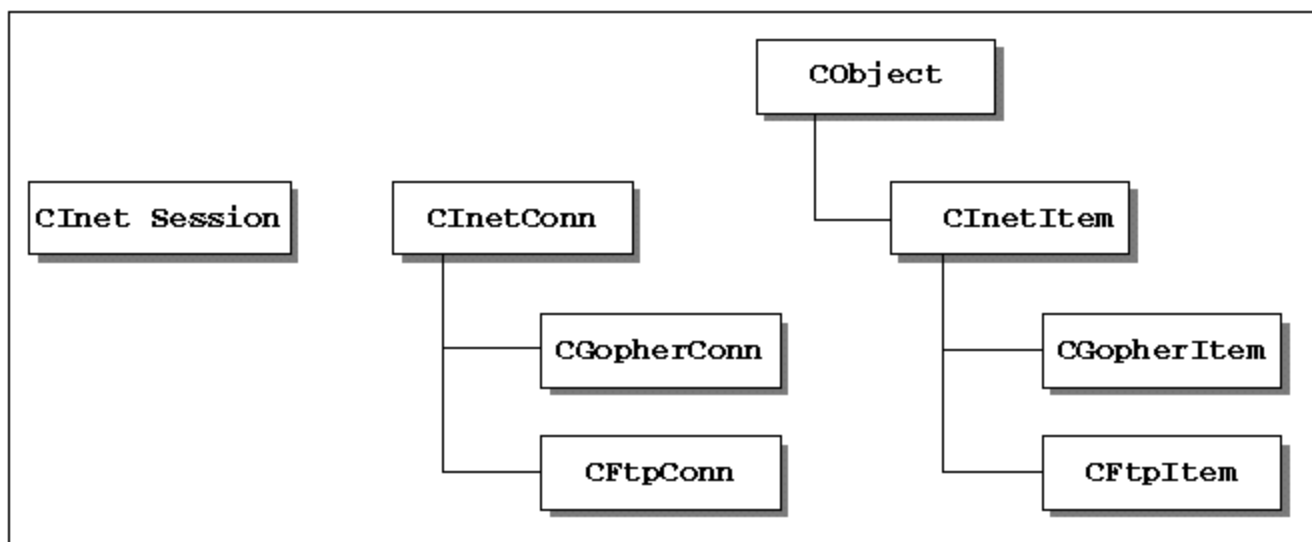 CObject
CInet Session
CInetConn
CInetItem
CGopherConn
CGopherItem
CFtpConn
CFtpItem